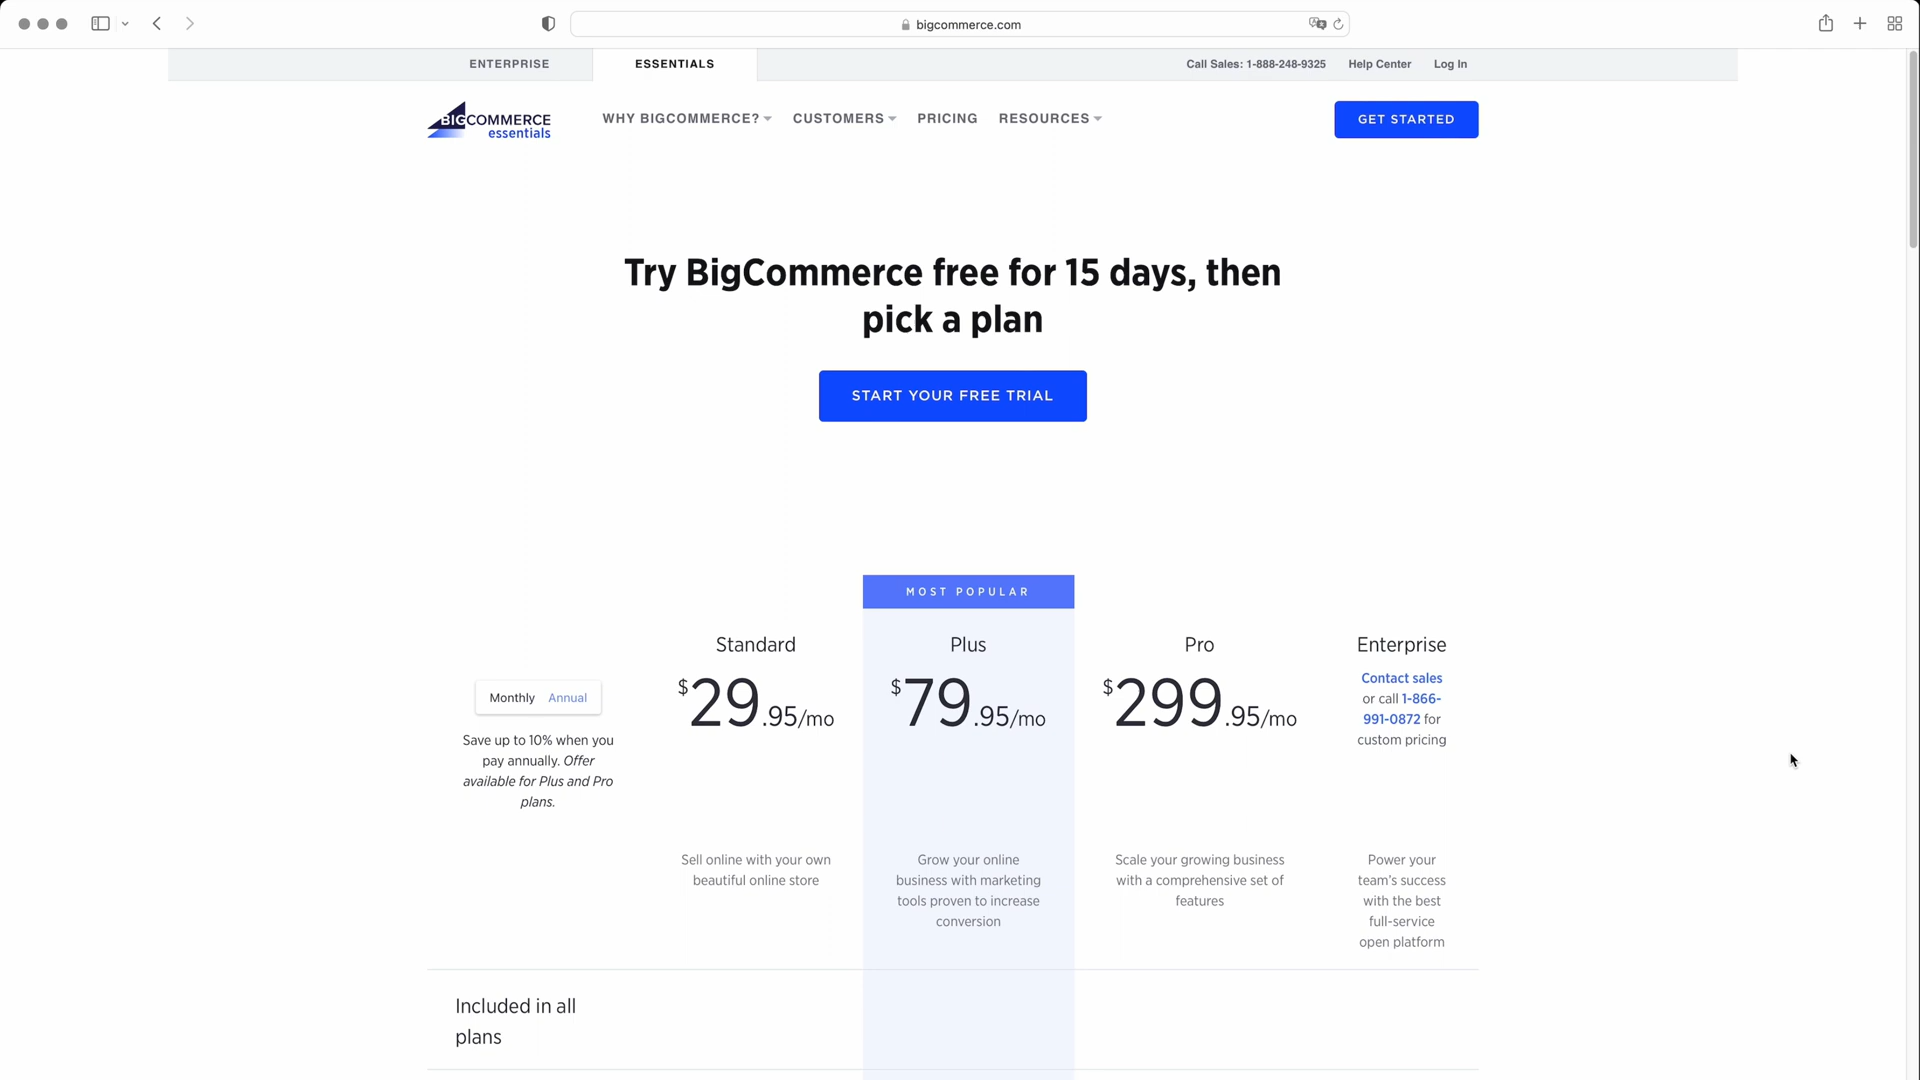 bigcommerce.com
ENTERPRISE
ESSENTIALS
Call Sales: 1-888-248-9325
Help Center
Log In
BIGCOMMERCE
essentials
WHY BIGCOMMERCE?
CUSTOMERS
PRICING
RESOURCES
GET STARTED
Try BigCommerce free for 15 days, then
pick a plan
START YOUR FREE TRIAL
MOST POPULAR
Monthly
Annual
Save up to 10% when you
pay annually. Offer
available for Plus and Pro
plans.
Standard
$29.95/mo
Sell online with your own
beautiful online store
Plus
$79.95/mo
Grow your online
business with marketing
tools proven to increase
conversion
Pro
$299.95/mo
Scale your growing business
with a comprehensive set of
features
Enterprise
Contact sales
or call 1-866-
991-0872 for
custom pricing
Power your
team's success
with the best
full-service
open platform
Included in all
plans